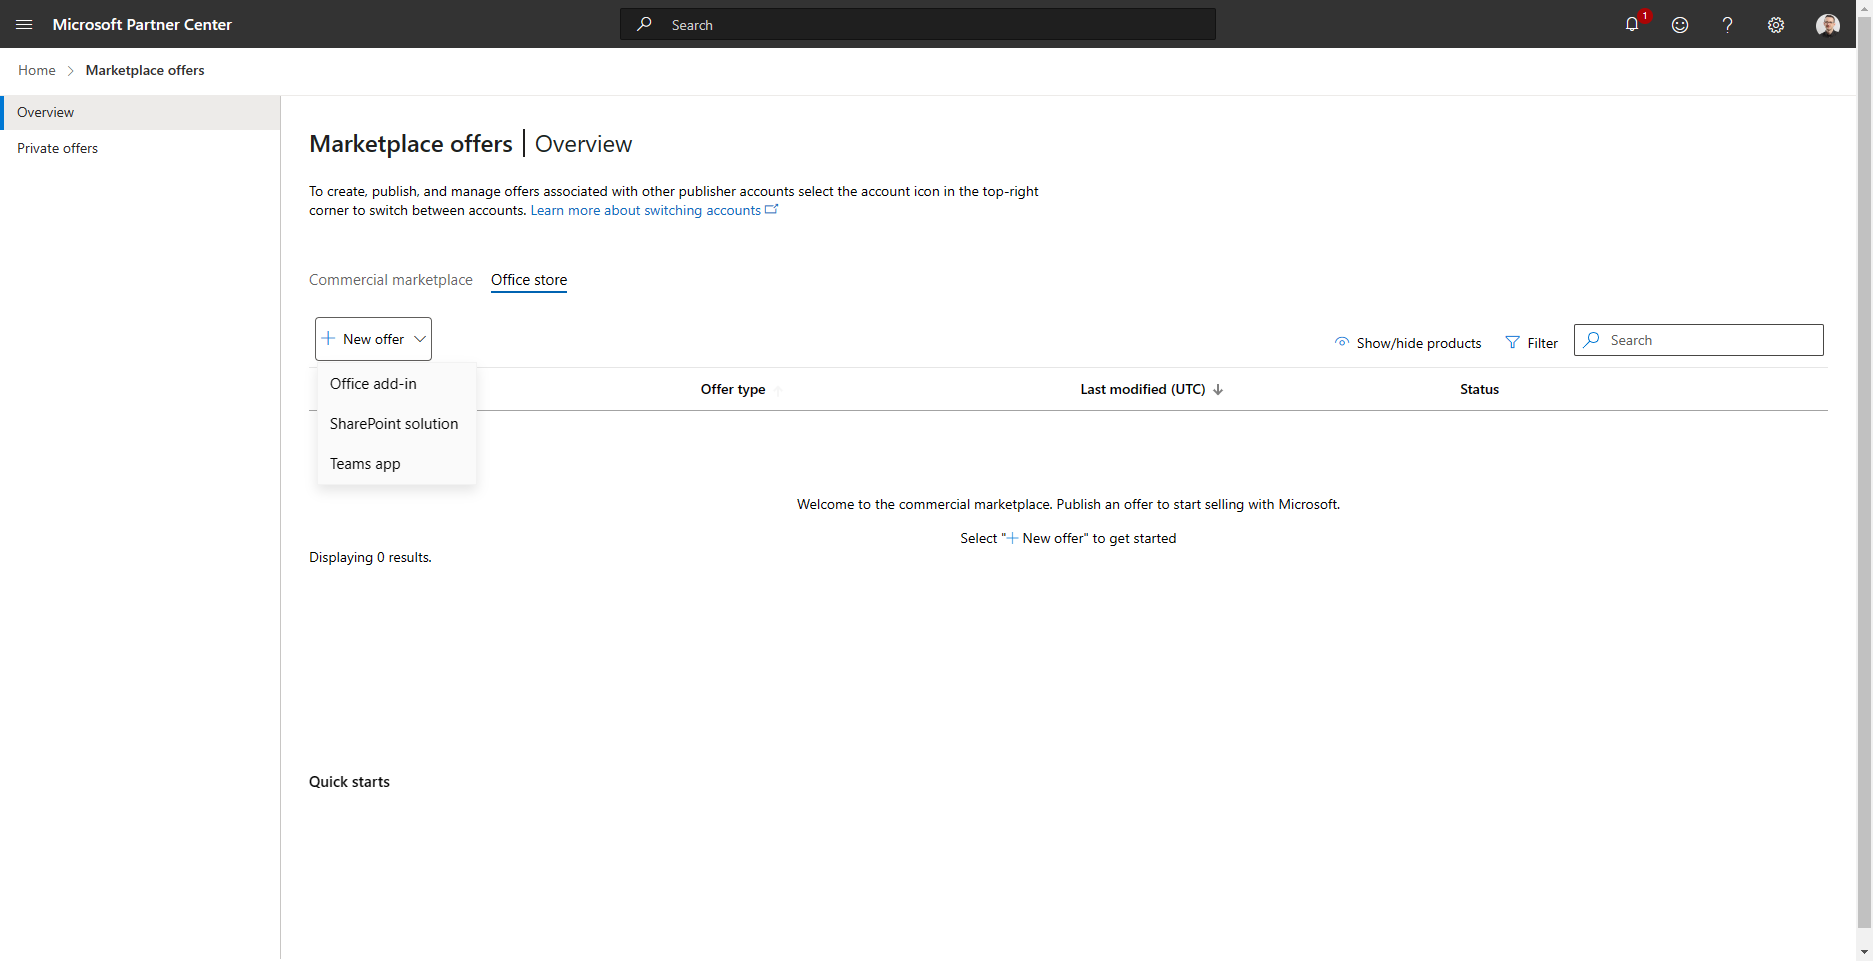 Microsoft Partner Center
Search
1
Home
Marketplace offers
Overview
Private offers
Marketplace offers | Overview
To create, publish, and manage offers associated with other publisher accounts select the account icon in the top-right
corner to switch between accounts. Learn more about switching accounts
Commercial marketplace
Office store
New offer
Show/hide products
Filter
Search
Office add-in
SharePoint solution
Teams app
Offer type
Last modified (UTC)
Status
Welcome to the commercial marketplace. Publish an offer to start selling with Microsoft.
Select "+ New offer" to get started
Displaying 0 results.
Quick starts